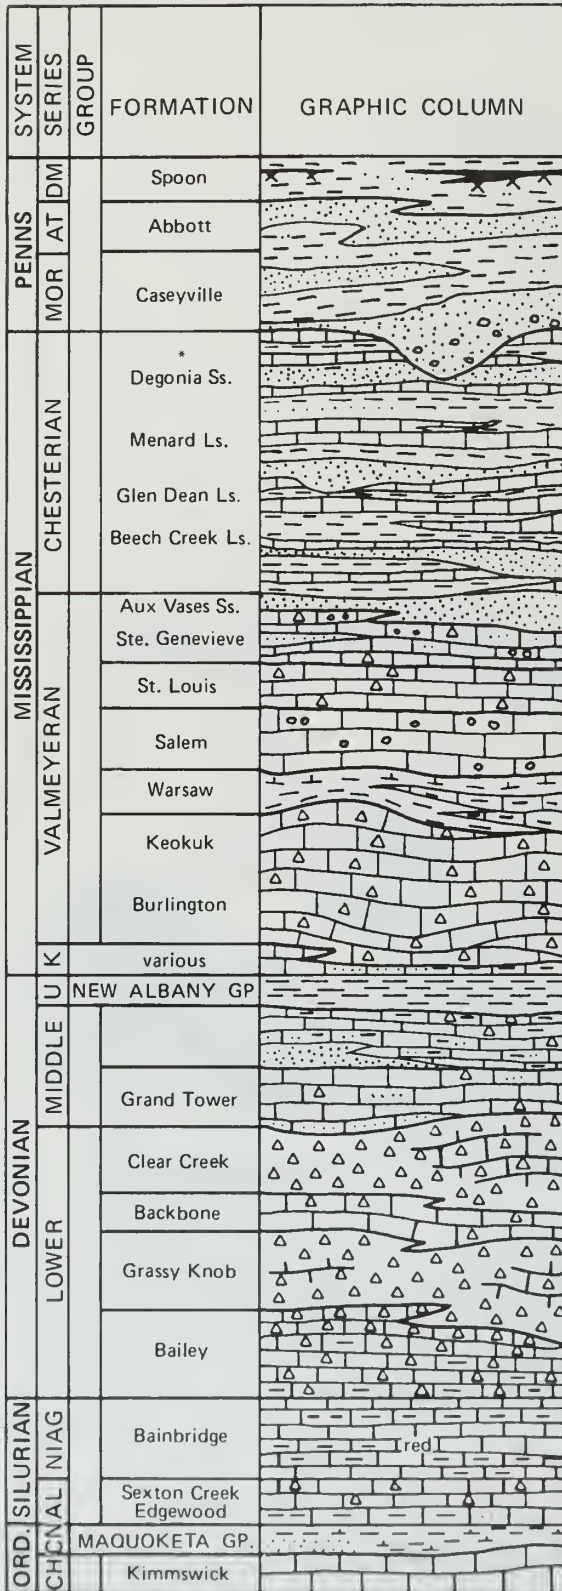 SYSTEM
SERIES
GROUP
FORMATION
GRAPHIC COLUMN
PENNS
DM
Spoon
AT
Abbott
MOR
Caseyville
MISSISSIPPIAN
CHESTERIAN
*
Degonia Ss.
Menard Ls.
Glen Dean Ls.
Beech Creek Ls.
VALMEYERAN
Aux Vases Ss.
Ste. Genevieve
St. Louis
Salem
Warsaw
Keokuk
Burlington
K
various
DEVONIAN
U
NEW ALBANY GP
MIDDLE
Grand Tower
LOWER
Clear Creek
Backbone
Grassy Knob
Bailey
SILURIAN
NIAG
Bainbridge
red
AL
Sexton Creek
Edgewood
ORD.
CN
MAQUOKETA GP.
CH
Kimmswick